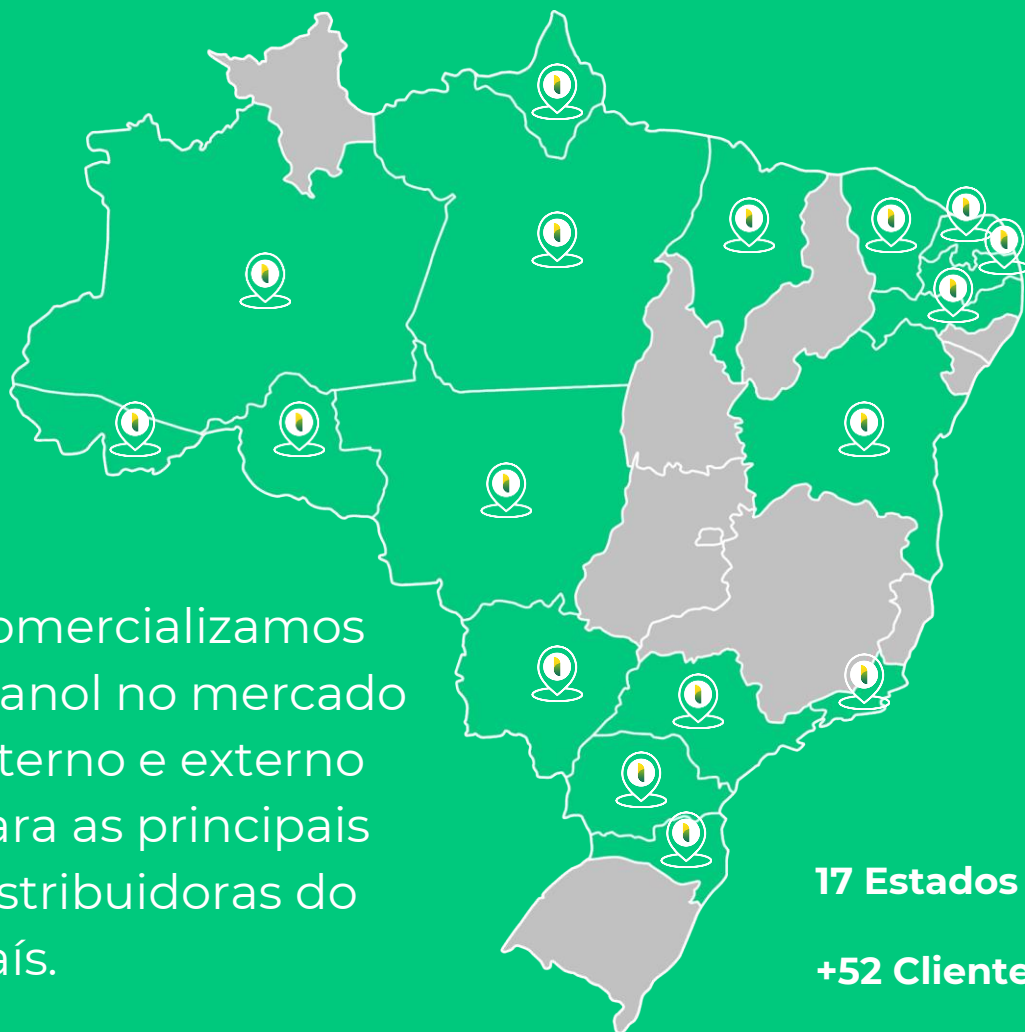 omercializamos
anol no mercado
terno e externo
ara as principais
stribuidoras do
aís.
17 Estados
+52 Cliente